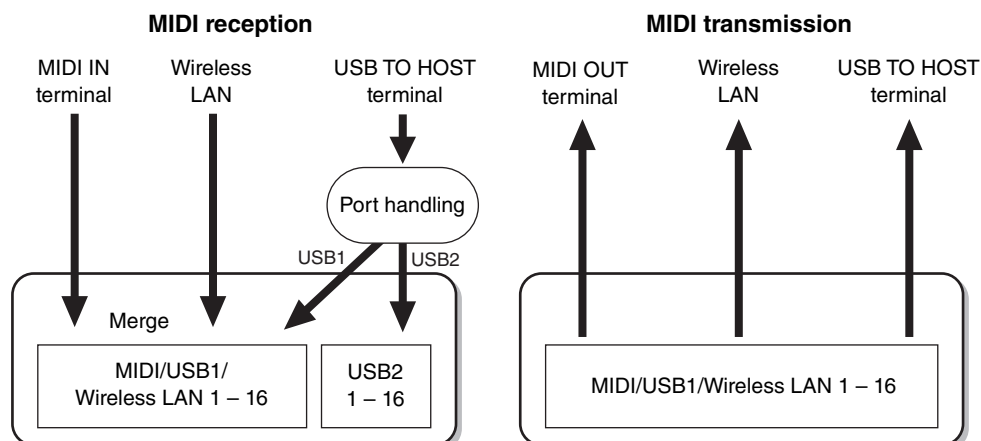 MIDI reception
MIDI IN
terminal
Wireless
LAN
USB TO HOST
terminal
Port handling
USB1
USB2
Merge
MIDI/USB1/
Wireless LAN 1 – 16
USB2
1 – 16
MIDI transmission
MIDI OUT
terminal
Wireless
LAN
USB TO HOST
terminal
MIDI/USB1/Wireless LAN 1 – 16